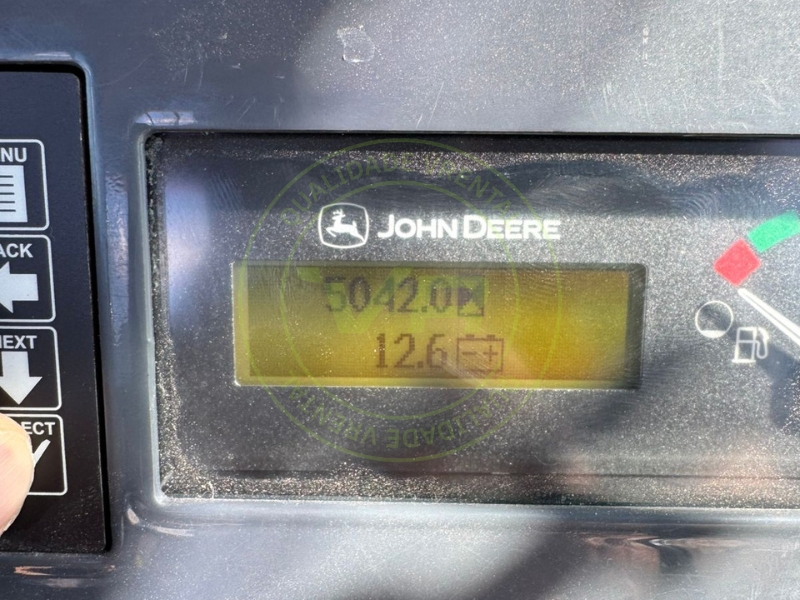 NU
ACK
NEXT
ECT
JOHN DEERE
5042.0
12.6